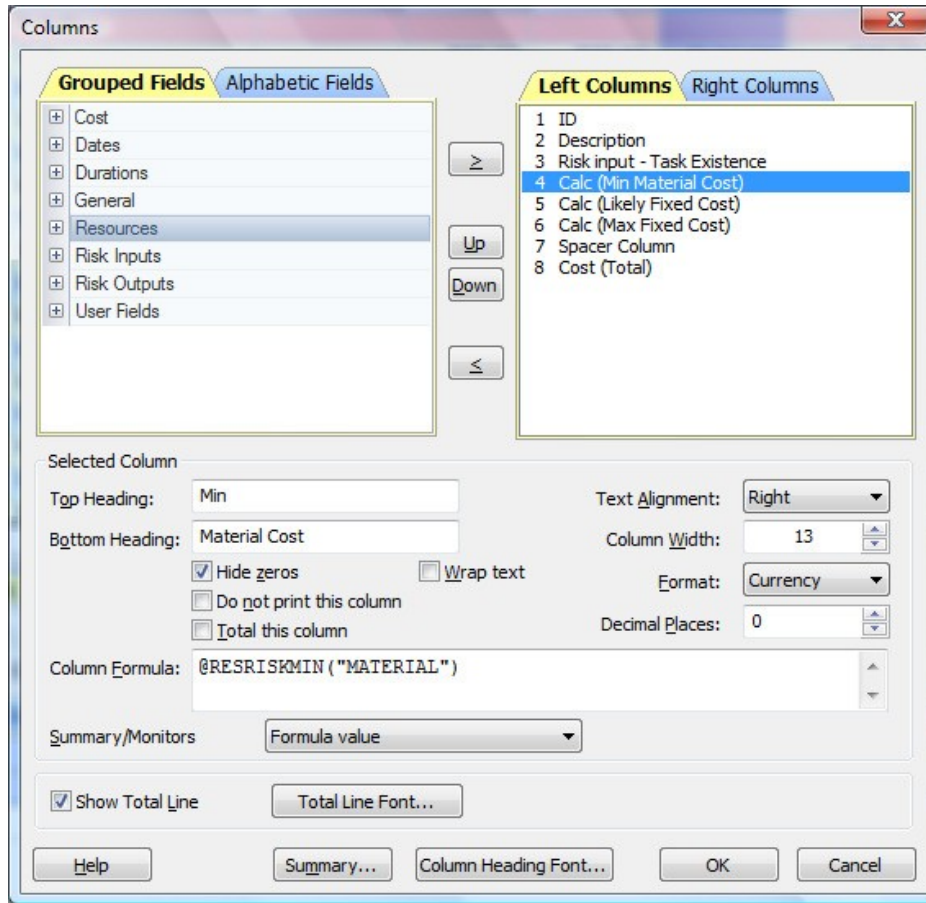 Columns
Grouped Fields Alphabetic Fields
Cost
Dates
Durations
General
Resources
Risk Inputs
Risk Outputs
User Fields
≥
Up
Down
≤
Left Columns Right Columns
1 ID
2 Description
3 Risk input - Task Existence
4 Calc (Min Material Cost)
5 Calc (Likely Fixed Cost)
6 Calc (Max Fixed Cost)
7 Spacer Column
8 Cost (Total)
Selected Column
Top Heading: Min
Bottom Heading: Material Cost
Hide zeros Wrap text
Do not print this column
Total this column
Text Alignment: Right
Column Width: 13
Format: Currency
Decimal Places: 0
Column Formula: @RESRISKMIN("MATERIAL")
Summary/Monitors Formula value
Show Total Line Total Line Font...
Help Summary... Column Heading Font... OK Cancel